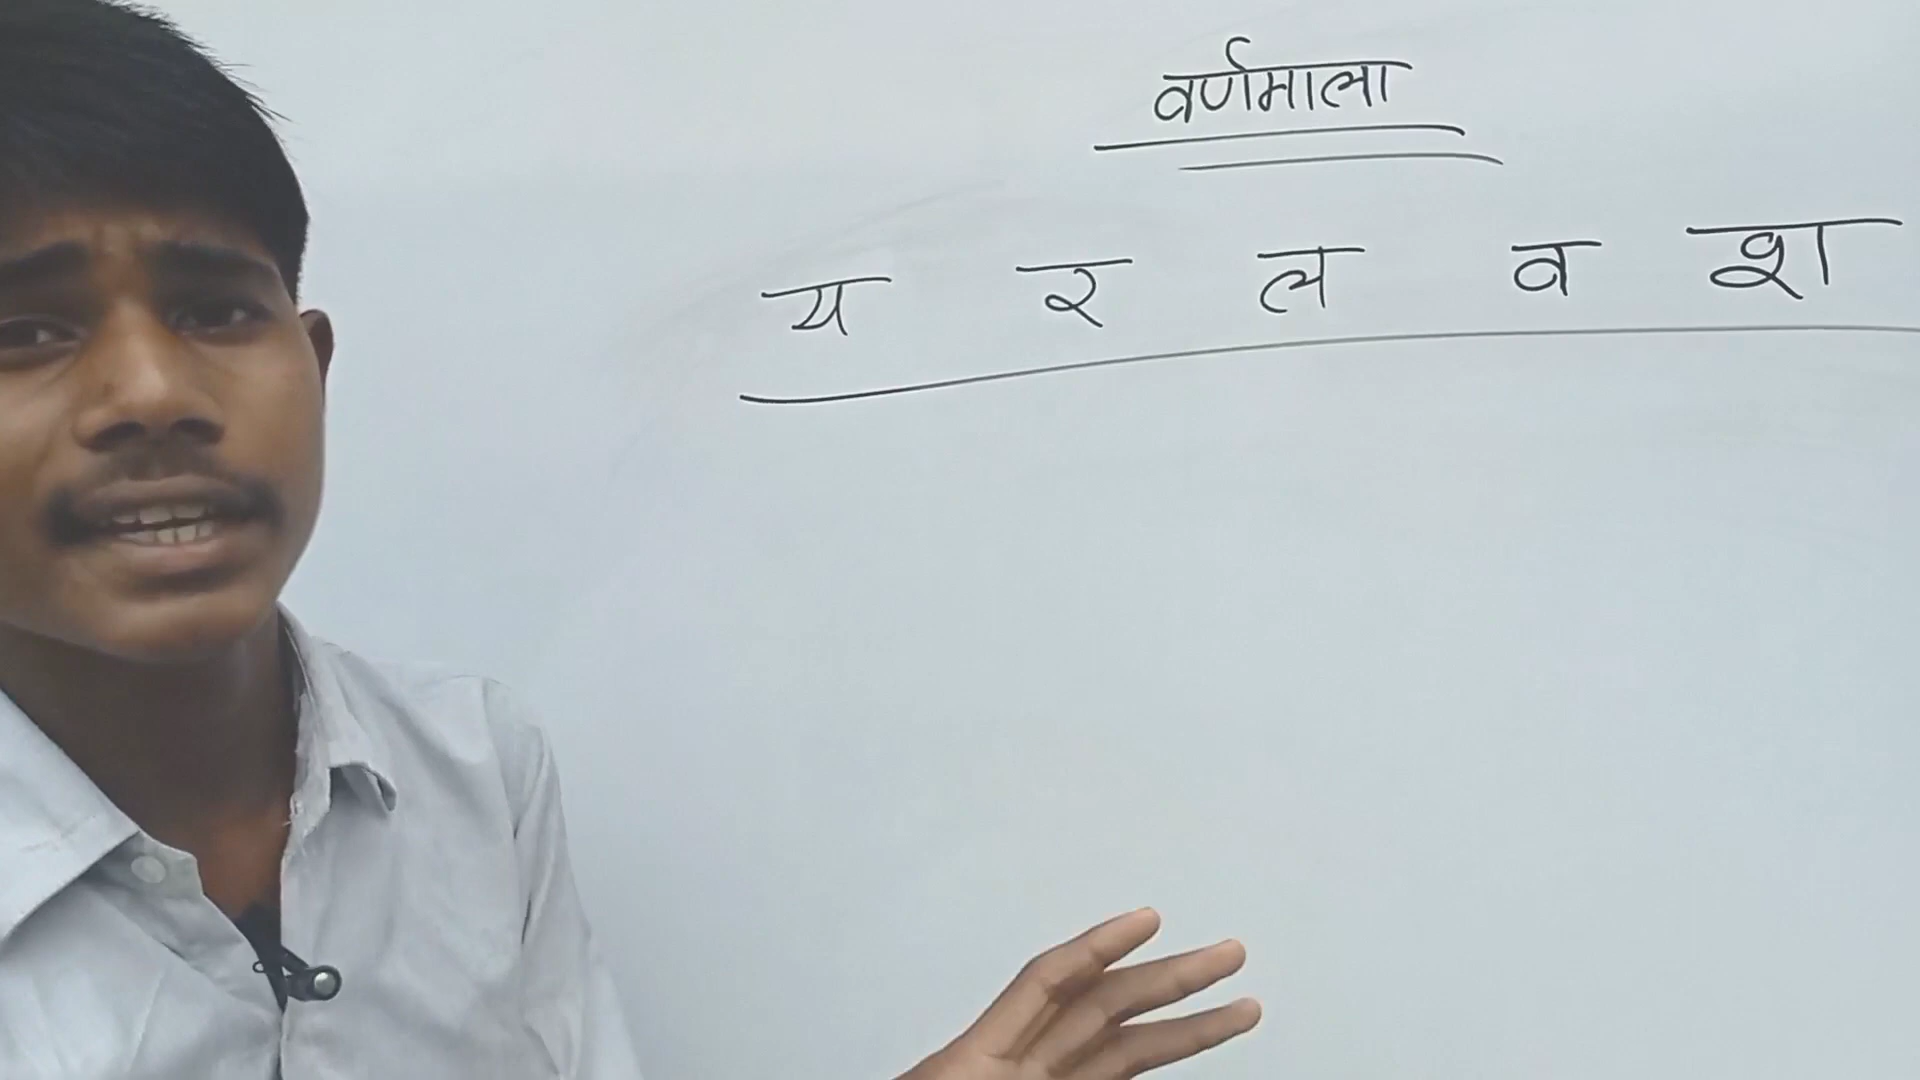 वर्णमाला
य र ल व श